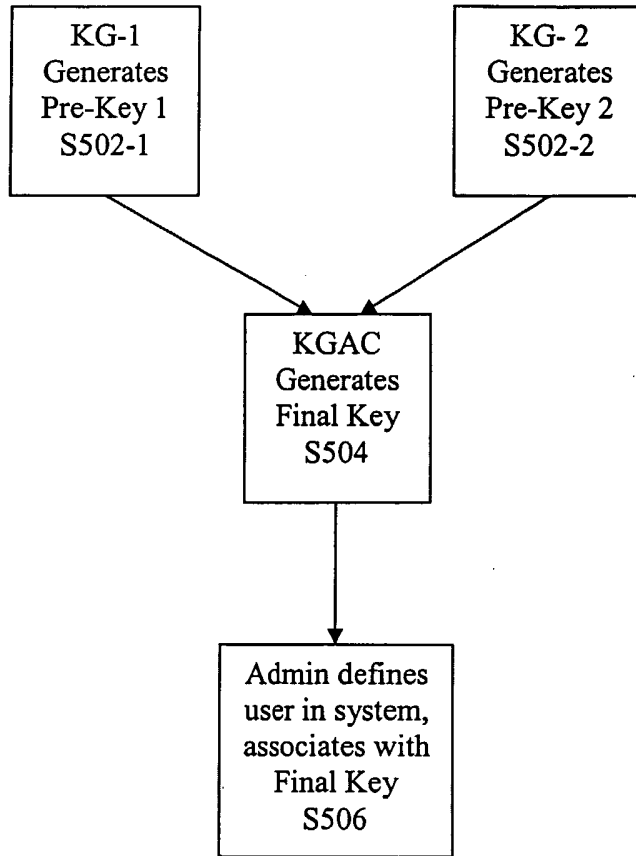 KG-1
Generates
Pre-Key 1
S502-1
KG- 2
Generates
Pre-Key 2
S502-2
KGAC
Generates
Final Key
S504
Admin defines
user in system,
associates with
Final Key
S506